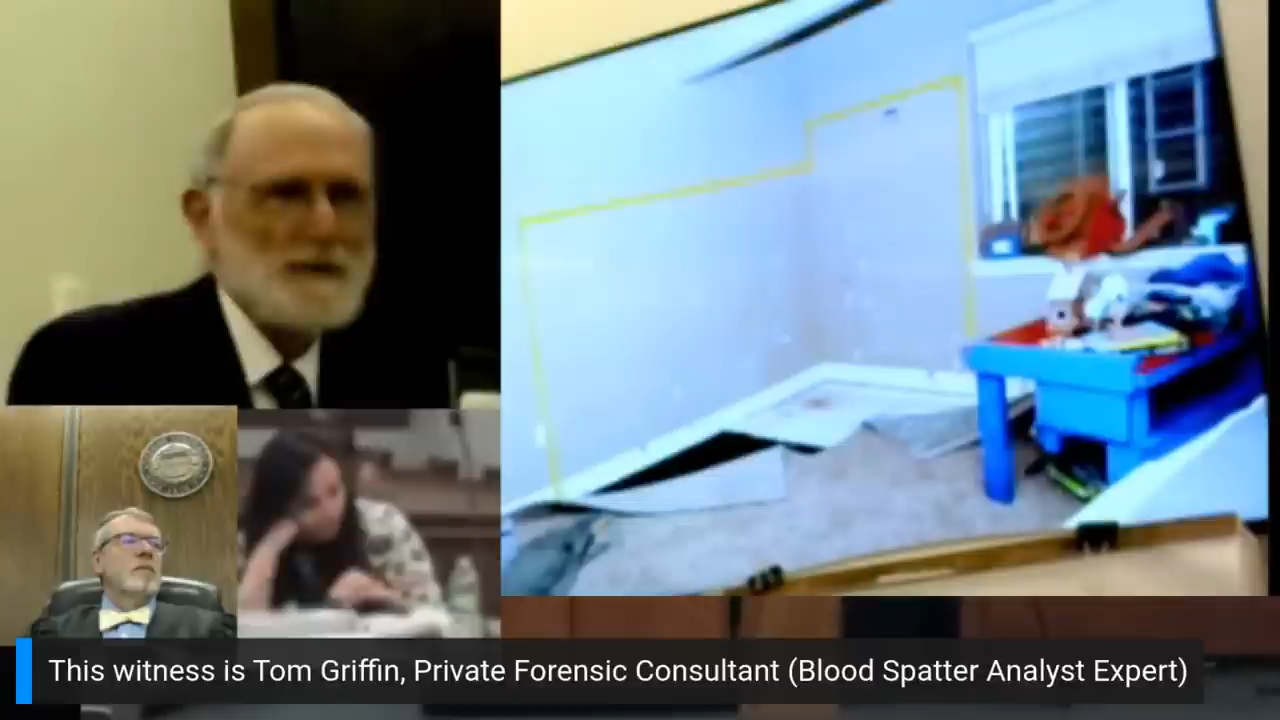 This witness is Tom Griffin, Private Forensic Consultant (Blood Spatter Analyst Expert)